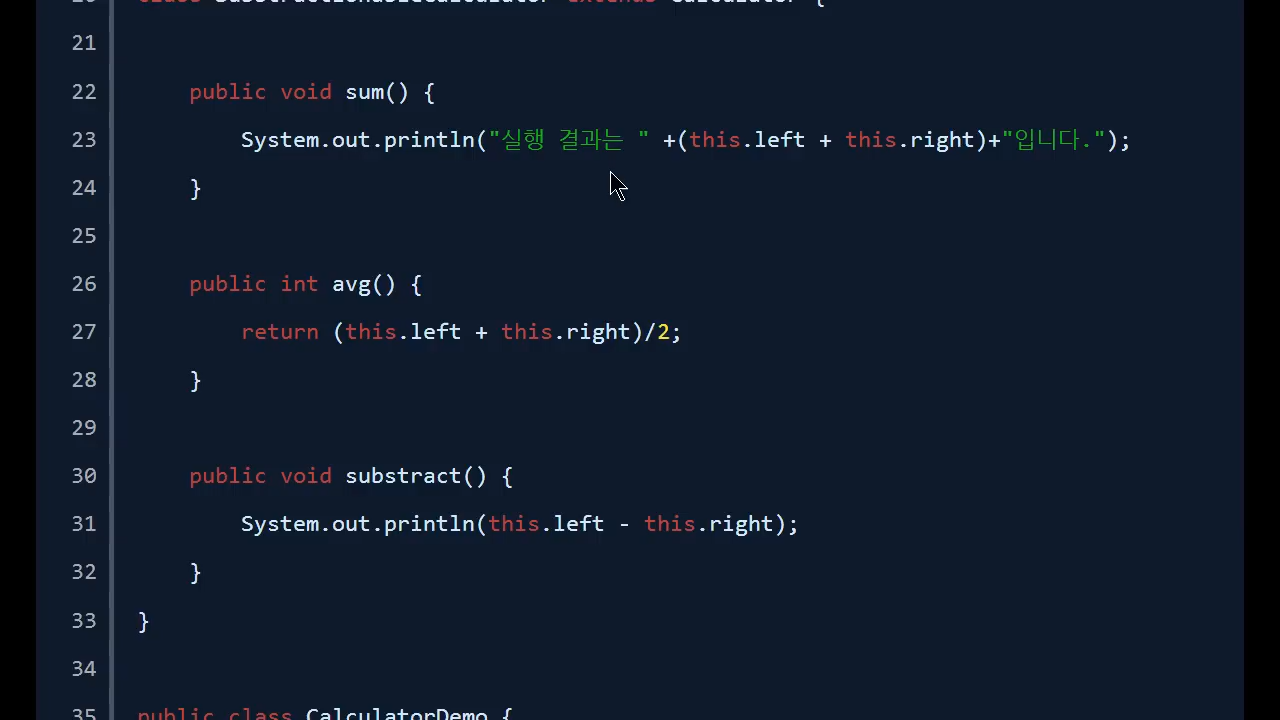 21
22 public void sum() {
23 System.out.println("실행 결과는 " +(this.left + this.right)+"입니다.");
24 }
25
26 public int avg() {
27 return (this.left + this.right)/2;
28 }
29
30 public void substract() {
31 System.out.println(this.left - this.right);
32 }
33 }
34
35 public class CalculatorDemo {